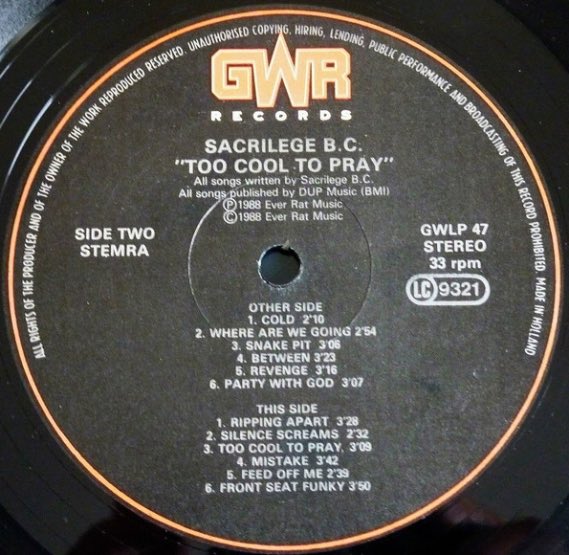 ALL RIGHTS OF THE PRODUCER AND OF THE OWNER OF THE WORK REPRODUCED RESERVED. UNAUTHORISED COPYING, HIRING, LENDING, PUBLIC PERFORMANCE AND BROADCASTING OF THIS RECORD PROHIBITED. MADE IN HOLLAND
GWR
RECORDS
SACRILEGE B.C.
"TOO COOL TO PRAY"
All songs written by Sacrilege B.C.
All songs published by DUP Music (BMI)
Ⓟ1988 Ever Rat Music
©1988 Ever Rat Music
SIDE TWO
STEMRA
GWLP 47
STEREO
33 rpm
LC 9321
OTHER SIDE
1. COLD 2'10
2. WHERE ARE WE GOING 2'54
3. SNAKE PIT 3'06
4. BETWEEN 3'23
5. REVENGE 3'16
6. PARTY WITH GOD 3'07
THIS SIDE
1. RIPPING APART 3'28
2. SILENCE SCREAMS 2'32
3. TOO COOL TO PRAY, 3'09
4. MISTAKE 3'42
5. FEED OFF ME 2'39
6. FRONT SEAT FUNKY 3'50